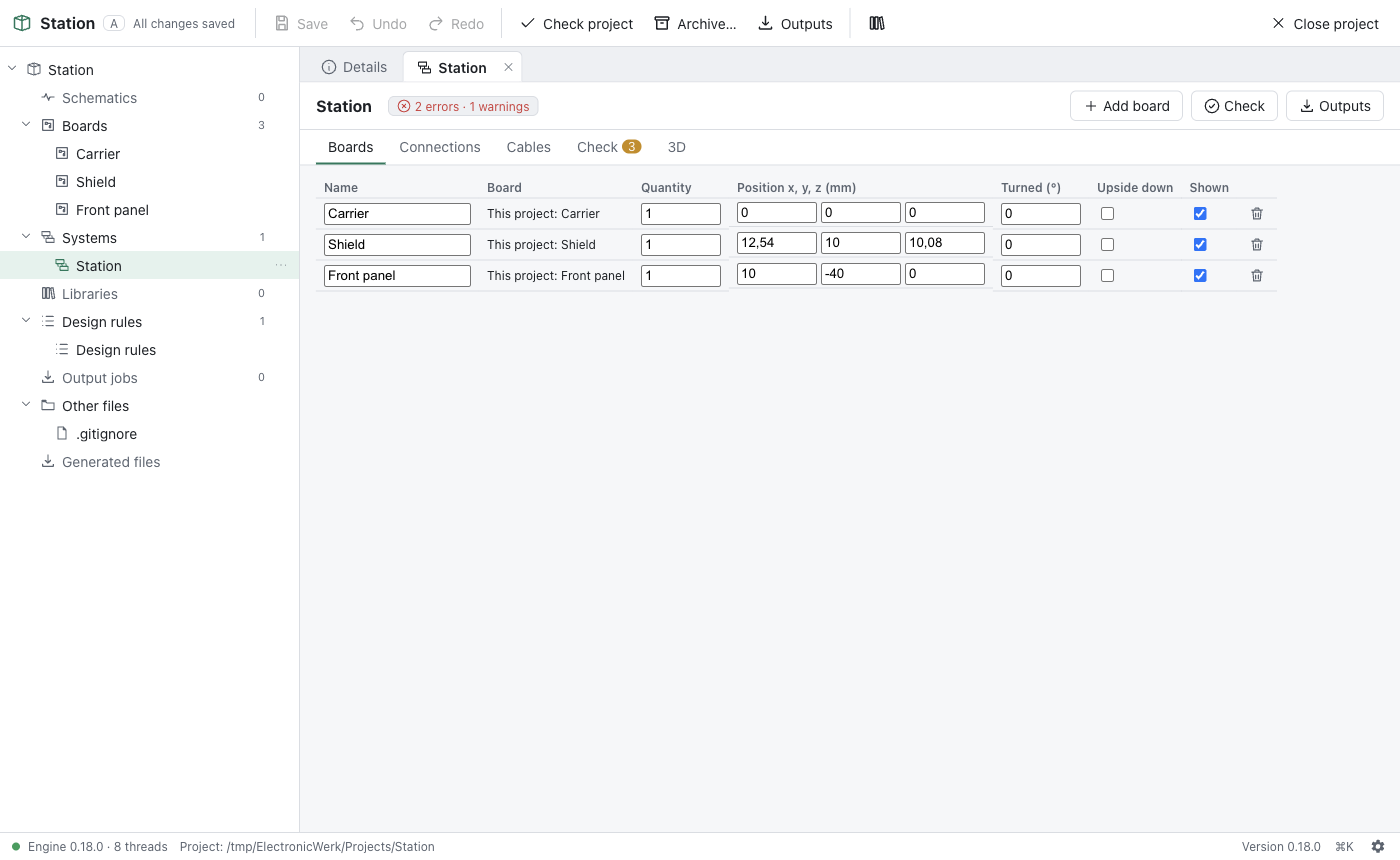 Station A All changes saved Save Undo Redo Check project Archive... Outputs Close project
Station
Schematics 0
Boards 3
Carrier
Shield
Front panel
Systems 1
Station ...
Libraries 0
Design rules 1
Design rules
Output jobs 0
Other files
.gitignore
Generated files
Details Station
Station 2 errors · 1 warnings Add board Check Outputs
Boards Connections Cables Check 3 3D
Name Board Quantity Position x, y, z (mm) Turned (°) Upside down Shown
Carrier This project: Carrier 1 0 0 0 0
Shield This project: Shield 1 12,54 10 10,08 0
Front panel This project: Front panel 1 10 -40 0 0
Engine 0.18.0 · 8 threads Project: /tmp/ElectronicWerk/Projects/Station Version 0.18.0 ⌘K